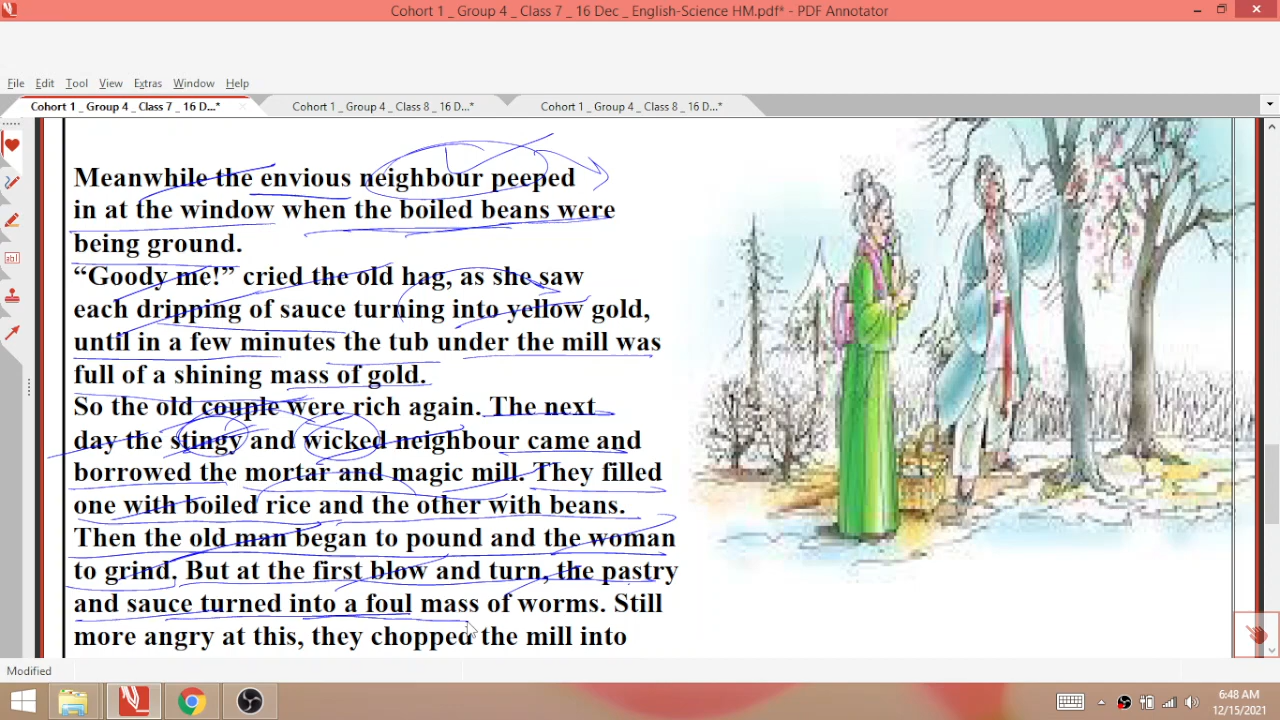 Cohort 1 _ Group 4 _ Class 7 _ 16 Dec _ English-Science HM.pdf* - PDF Annotator
File Edit Tool View Extras Window Help
Cohort 1 _ Group 4 _ Class 7 _ 16 D...* Cohort 1 _ Group 4 _ Class 8 _ 16 D...* Cohort 1 _ Group 4 _ Class 8 _ 16 D...*
Meanwhile the envious neighbour peeped
in at the window when the boiled beans were
being ground.
“Goody me!” cried the old hag, as she saw
each dripping of sauce turning into yellow gold,
until in a few minutes the tub under the mill was
full of a shining mass of gold.
So the old couple were rich again. The next
day the stingy and wicked neighbour came and
borrowed the mortar and magic mill. They filled
one with boiled rice and the other with beans.
Then the old man began to pound and the woman
to grind. But at the first blow and turn, the pastry
and sauce turned into a foul mass of worms. Still
more angry at this, they chopped the mill into
Modified
6:48 AM
12/15/2021